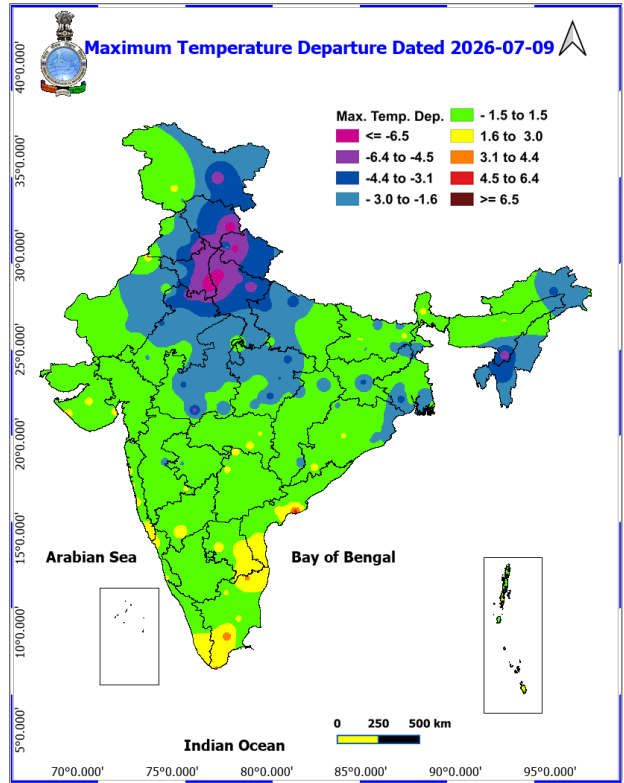 Maximum Temperature Departure Dated 2026-07-09
Max. Temp. Dep.
<= -6.5
-6.4 to -4.5
-4.4 to -3.1
- 3.0 to -1.6
- 1.5 to 1.5
1.6 to 3.0
3.1 to 4.4
4.5 to 6.4
>= 6.5
40°0.000'
35°0.000'
30°0.000'
25°0.000'
20°0.000'
15°0.000'
10°0.000'
5°0.000'
Arabian Sea
Bay of Bengal
Indian Ocean
0 250 500 km
70°0.000' 75°0.000' 80°0.000' 85°0.000' 90°0.000' 95°0.000'